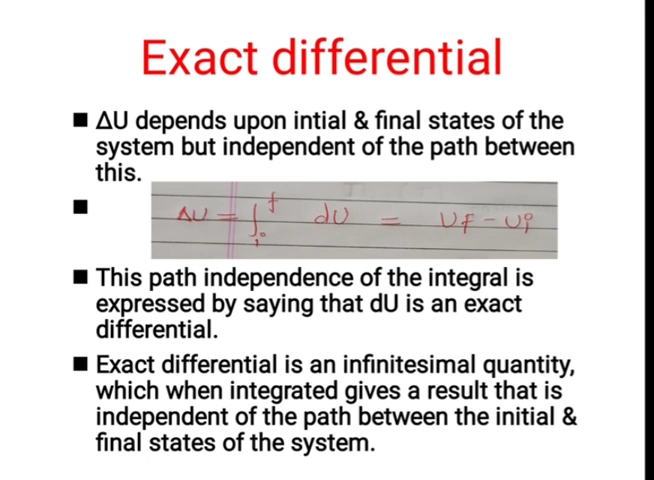 Exact differential
■ ΔU depends upon intial & final states of the
system but independent of the path between
this.
■ ΔU = ∫ᵢᶠ dU = Uf - Ui
■ This path independence of the integral is
expressed by saying that dU is an exact
differential.
■ Exact differential is an infinitesimal quantity,
which when integrated gives a result that is
independent of the path between the initial &
final states of the system.